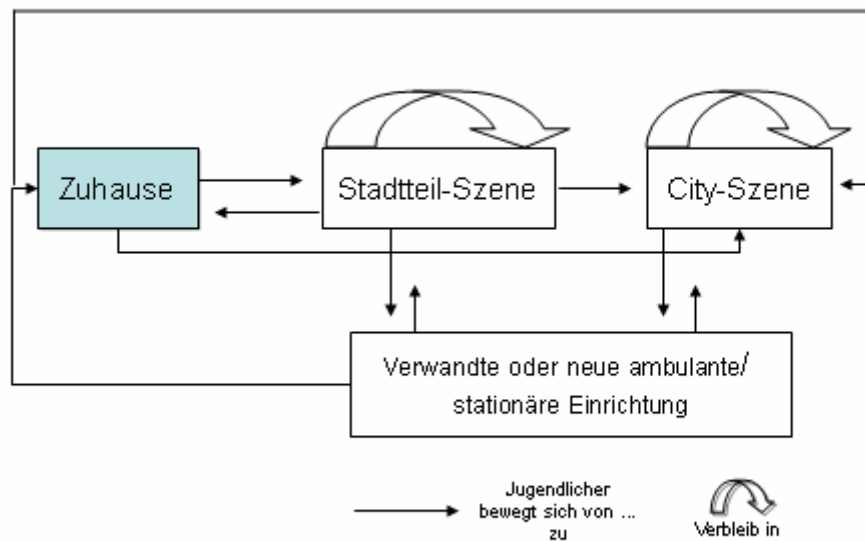 Zuhause
Stadtteil-Szene
City-Szene
Verwandte oder neue ambulante/
stationäre Einrichtung
Jugendlicher
bewegt sich von ...
zu
Verbleib in